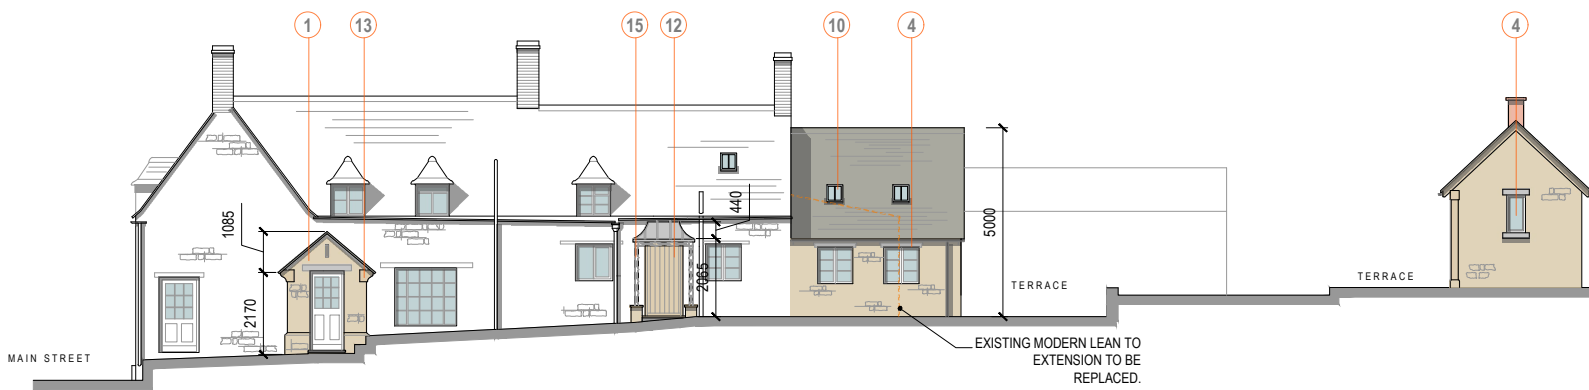 1
13
15
12
10
4
4
1085
2170
440
2065
5000
TERRACE
TERRACE
MAIN STREET
EXISTING MODERN LEAN TO
EXTENSION TO BE
REPLACED.